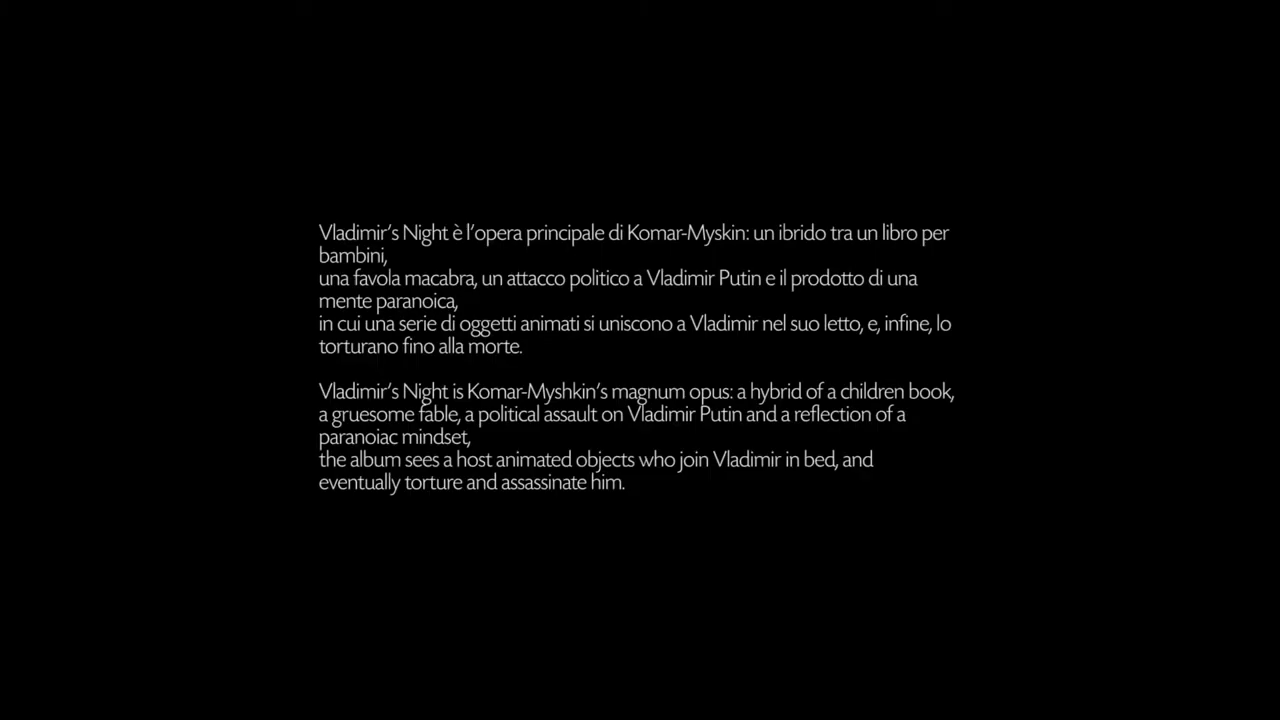 Vladimir's Night è l'opera principale di Komar-Myskin: un ibrido tra un libro per
bambini,
una favola macabra, un attacco politico a Vladimir Putin e il prodotto di una
mente paranoica,
in cui una serie di oggetti animati si uniscono a Vladimir nel suo letto, e, infine, lo
torturano fino alla morte.
Vladimir's Night is Komar-Myshkin's magnum opus: a hybrid of a children book,
a gruesome fable, a political assault on Vladimir Putin and a reflection of a
paranoiac mindset,
the album sees a host animated objects who join Vladimir in bed, and
eventually torture and assassinate him.